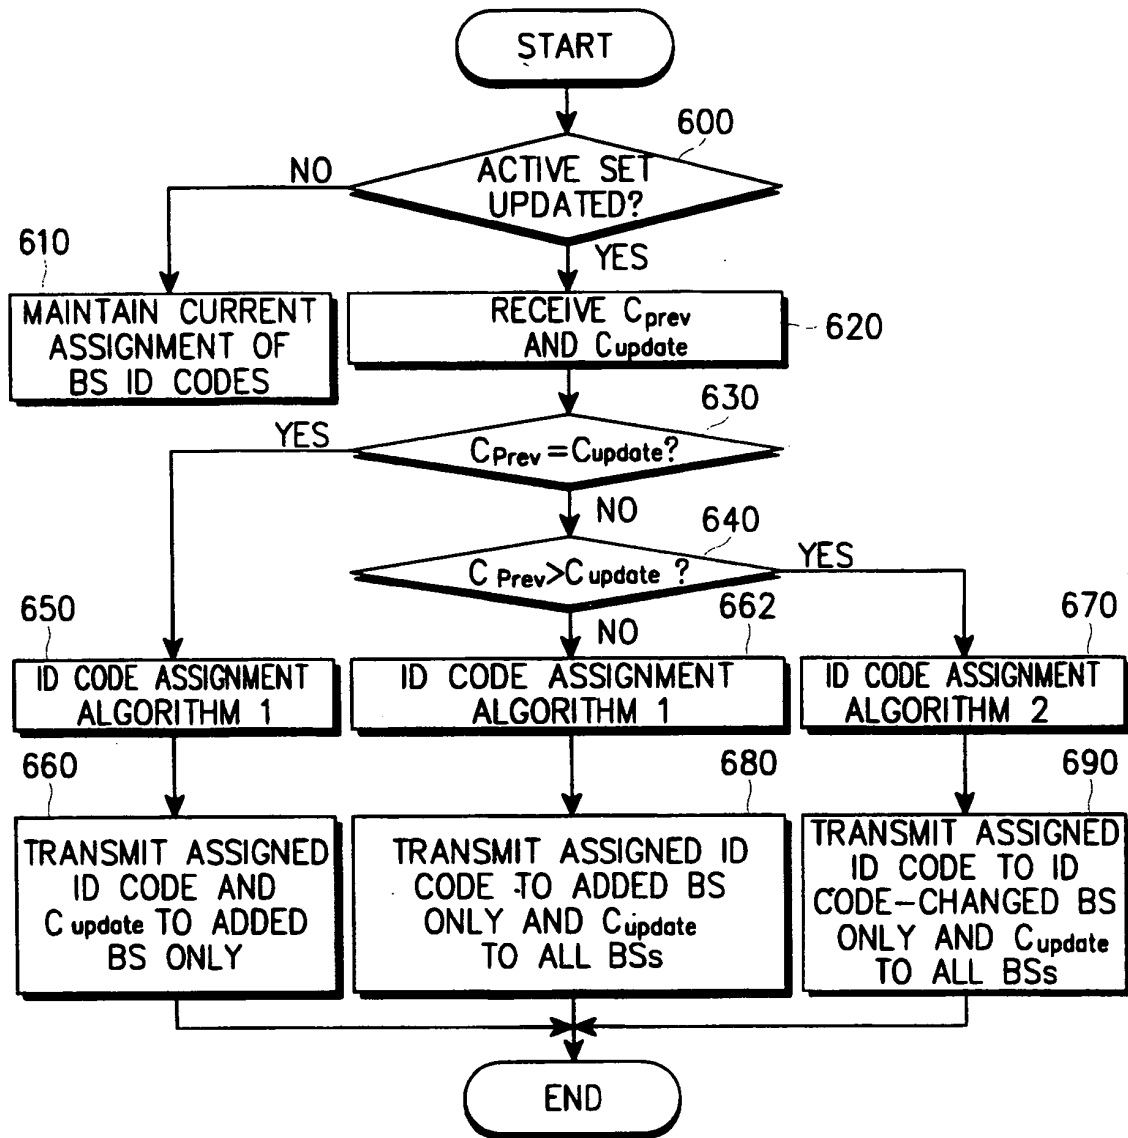 START
600
ACTIVE SET
UPDATED?
NO
YES
610
MAINTAIN CURRENT
ASSIGNMENT OF
BS ID CODES
RECEIVE Cprev
AND Cupdate
620
630
YES
CPrev=Cupdate?
NO
640
C Prev>Cupdate ?
YES
NO
650
ID CODE ASSIGNMENT
ALGORITHM 1
662
ID CODE ASSIGNMENT
ALGORITHM 1
670
ID CODE ASSIGNMENT
ALGORITHM 2
660
TRANSMIT ASSIGNED
ID CODE AND
Cupdate TO ADDED
BS ONLY
680
TRANSMIT ASSIGNED ID
CODE TO ADDED BS
ONLY AND Cupdate
TO ALL BSs
690
TRANSMIT ASSIGNED
ID CODE TO ID
CODE-CHANGED BS
ONLY AND Cupdate
TO ALL BSs
END